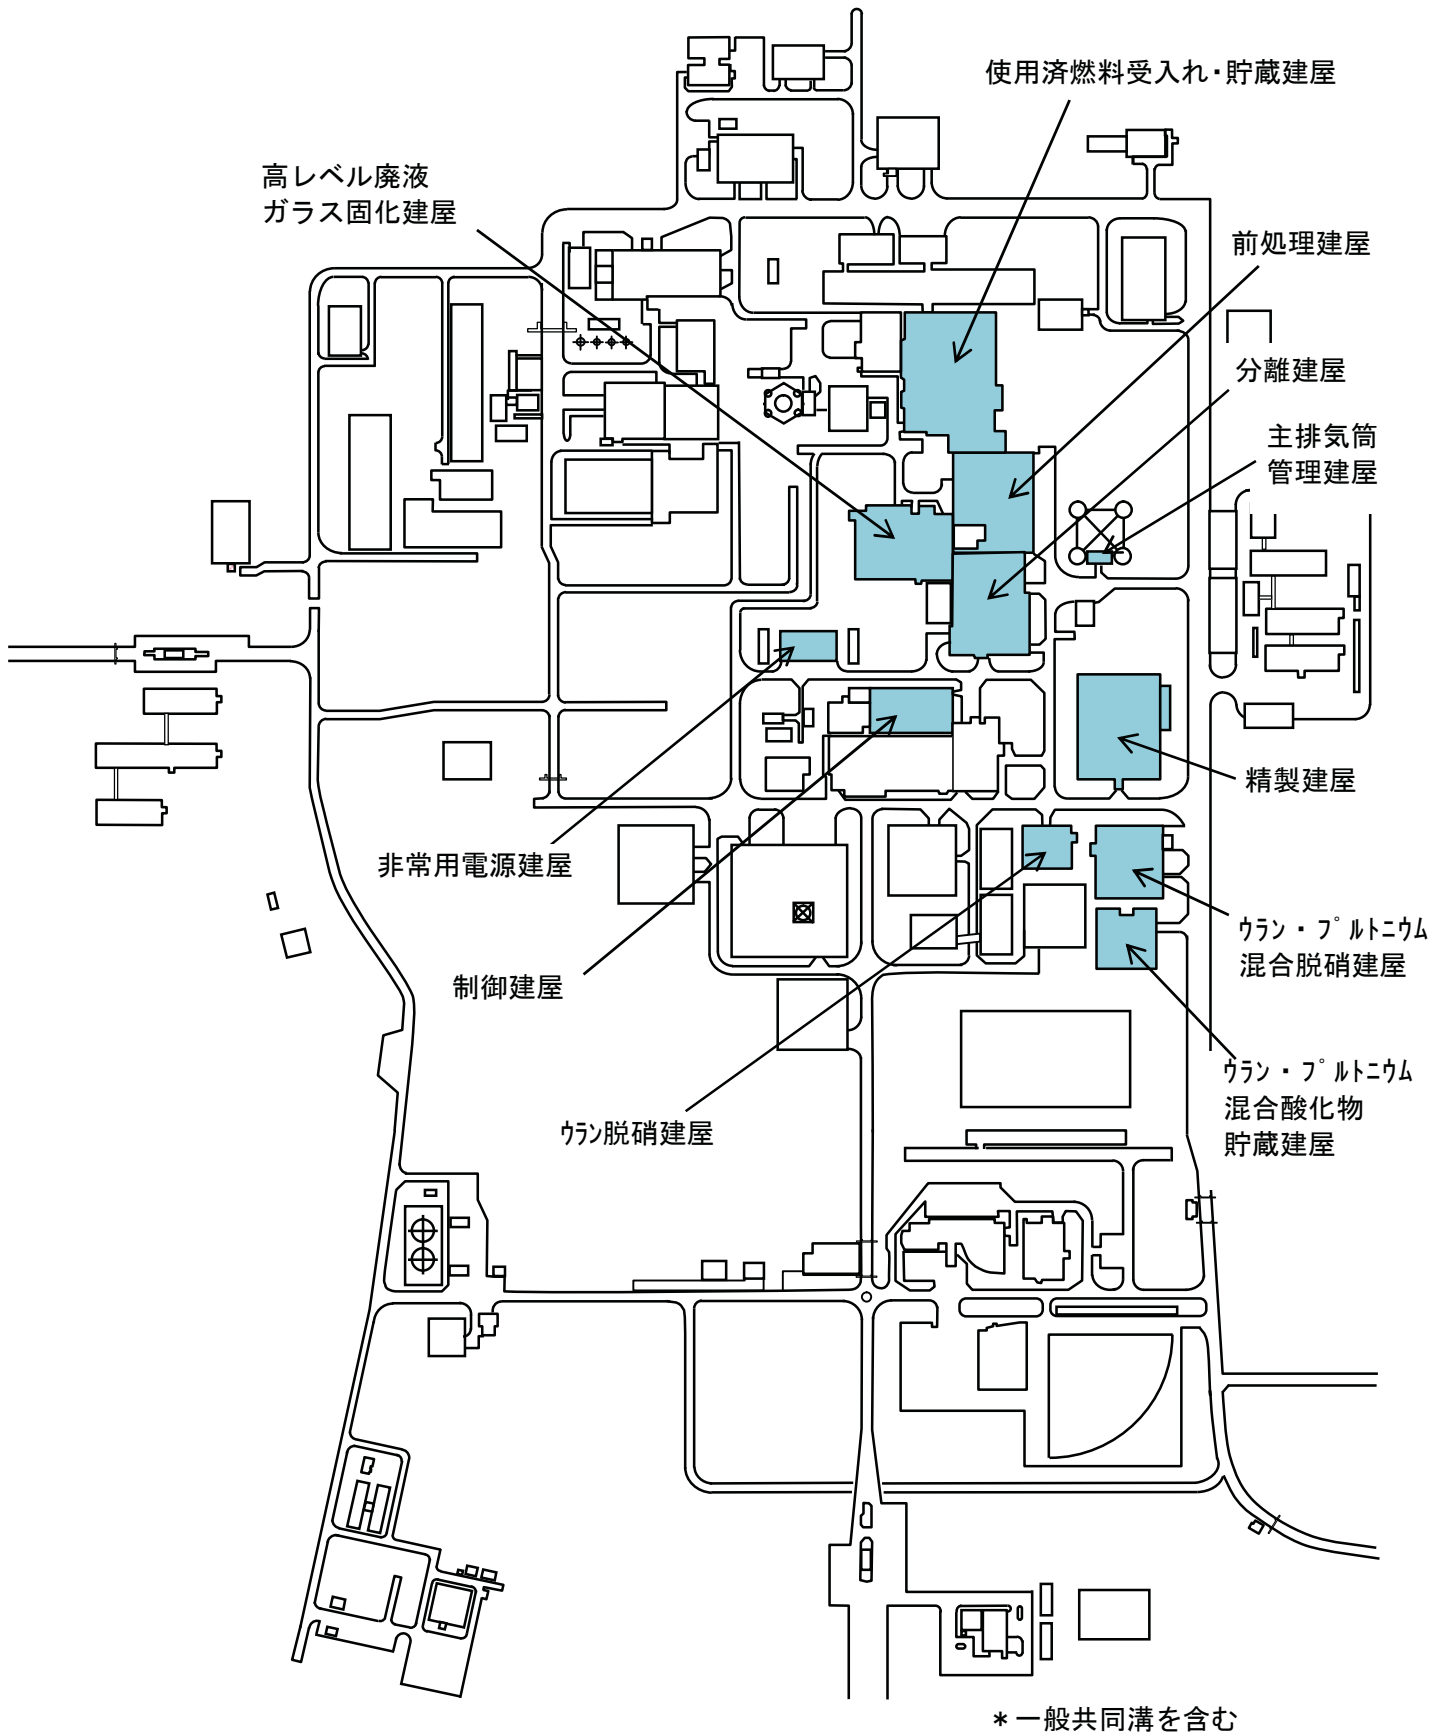 使用済燃料受入れ・貯蔵建屋
高レベル廃液
ガラス固化建屋
前処理建屋
分離建屋
主排気筒
管理建屋
精製建屋
非常用電源建屋
ｳﾗﾝ・ﾌﾟﾙﾄﾆｳﾑ
混合脱硝建屋
制御建屋
ｳﾗﾝ・ﾌﾟﾙﾄﾆｳﾑ
混合酸化物
貯蔵建屋
ｳﾗﾝ脱硝建屋
＊一般共同溝を含む